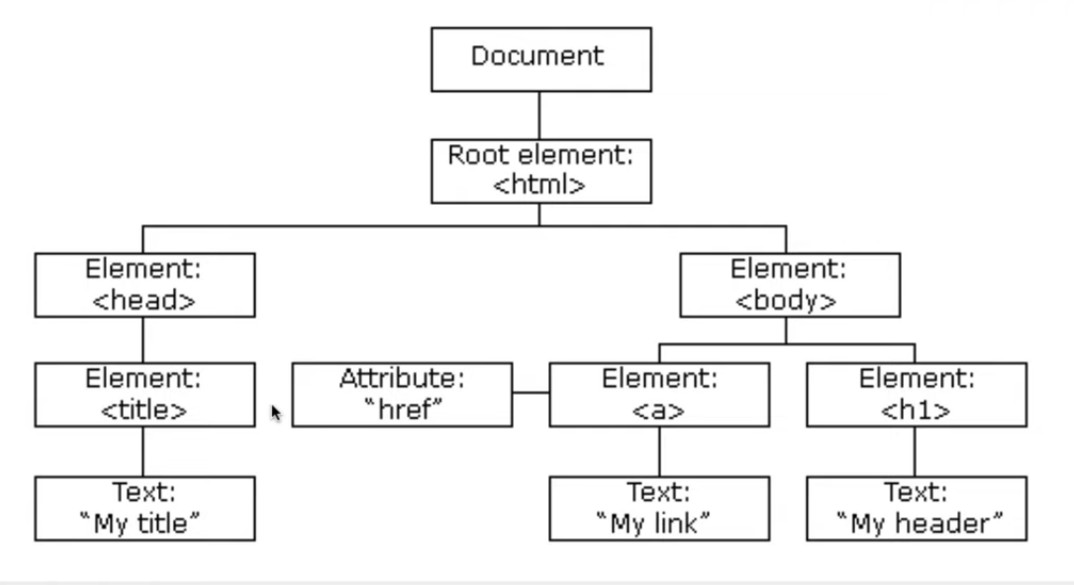 Document
Root element:
<html>
Element:
<head>
Element:
<body>
Element:
<title>
Attribute:
“href”
Element:
<a>
Element:
<h1>
Text:
“My title”
Text:
“My link”
Text:
“My header”